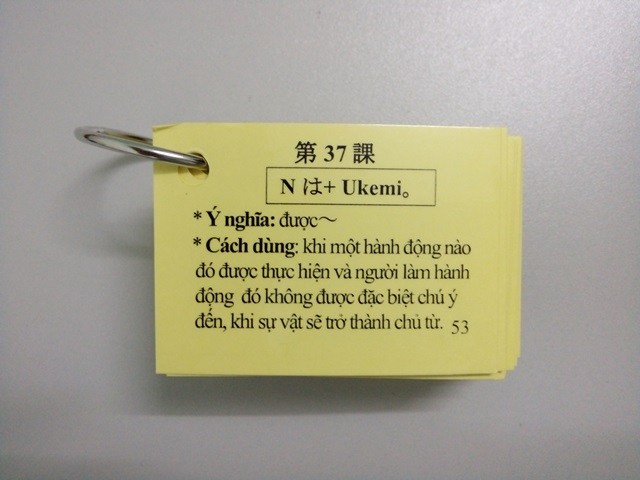 第 37 課
N は+ Ukemi。
* Ý nghĩa: được～
* Cách dùng: khi một hành động nào
đó được thực hiện và người làm hành
động đó không được đặc biệt chú ý
đến, khi sự vật sẽ trở thành chủ từ. 53